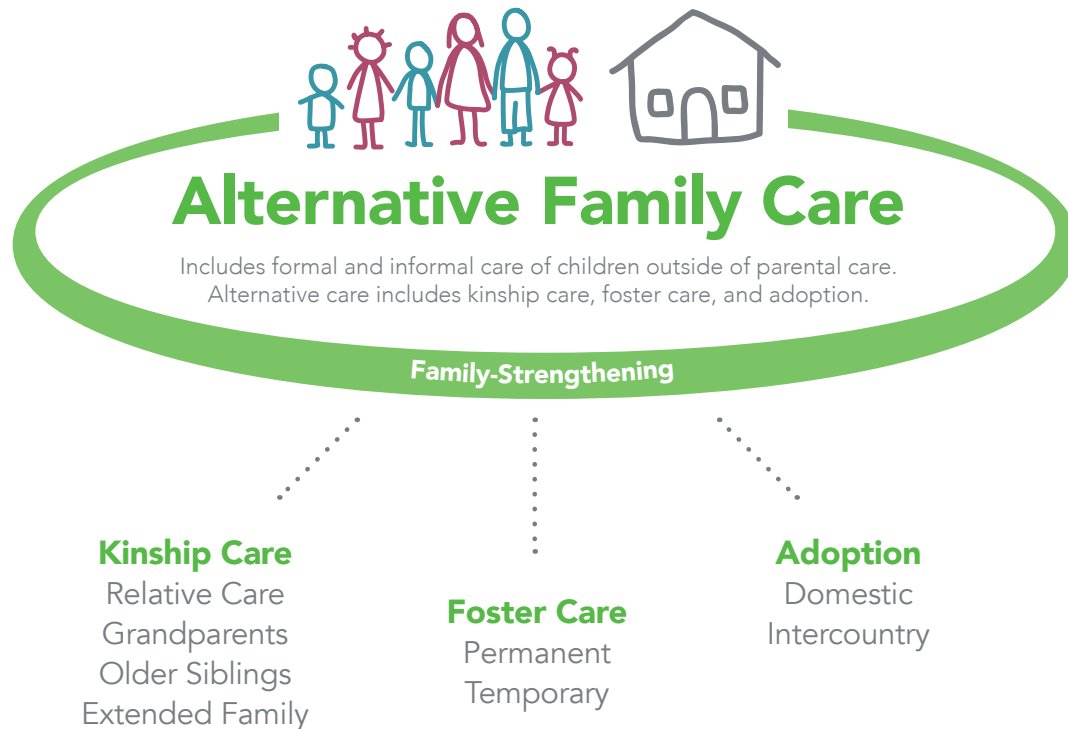 Alternative Family Care
Includes formal and informal care of children outside of parental care.
Alternative care includes kinship care, foster care, and adoption.
Family-Strengthening
Kinship Care
Relative Care
Grandparents
Older Siblings
Extended Family
Foster Care
Permanent
Temporary
Adoption
Domestic
Intercountry